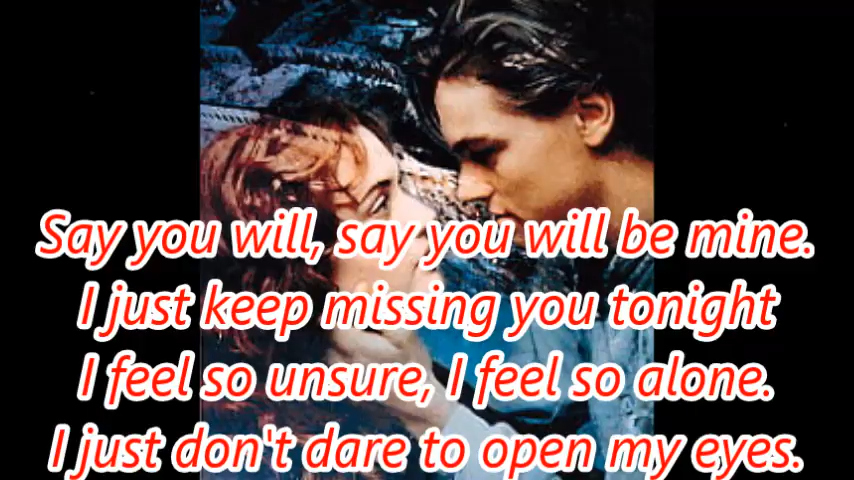 Say you will, say you will be mine.
I just keep missing you tonight
I feel so unsure, I feel so alone.
I just don't dare to open my eyes.